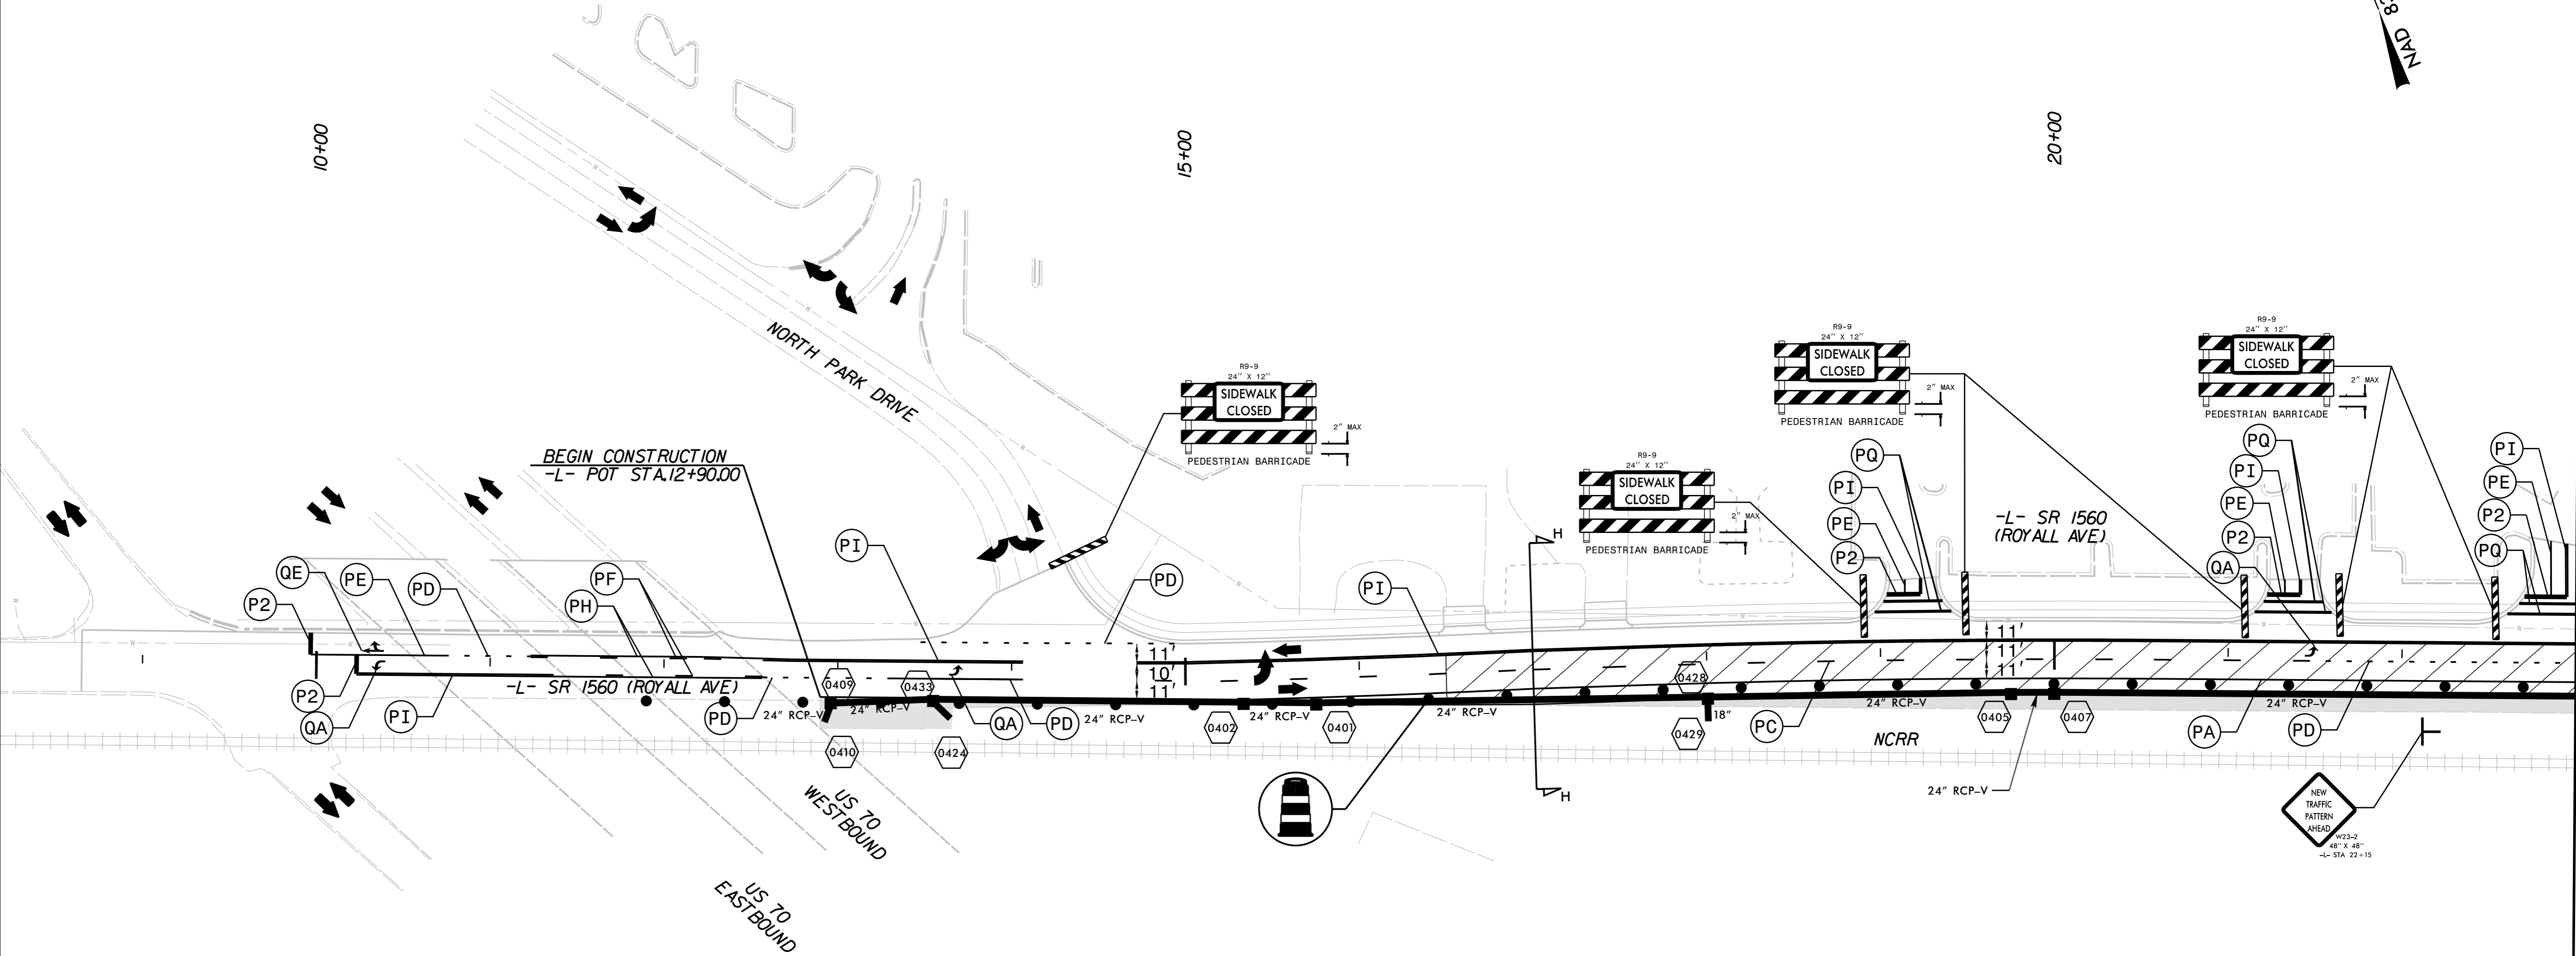 NAD 83
10+00
15+00
20+00
NORTH PARK DRIVE
BEGIN CONSTRUCTION
-L- POT STA.12+90.00
R9-9
24" X 12"
SIDEWALK
CLOSED
2" MAX
PEDESTRIAN BARRICADE
R9-9
24" X 12"
SIDEWALK
CLOSED
2" MAX
PEDESTRIAN BARRICADE
R9-9
24" X 12"
SIDEWALK
CLOSED
2" MAX
PEDESTRIAN BARRICADE
R9-9
24" X 12"
SIDEWALK
CLOSED
2" MAX
PEDESTRIAN BARRICADE
PQ
PI
PE
P2
PQ
PI
PE
P2
QA
PI
PE
P2
PQ
-L- SR 1560
(ROYALL AVE)
H
H
PI
PD
PI
QE
PE
PD
PF
PH
P2
P2
QA
PI
-L- SR 1560 (ROYALL AVE)
PD
24" RCP-V
0409
24" RCP-V
0433
0410
0424
QA
PD
11'
10'
11'
24" RCP-V
0402
24" RCP-V
0401
24" RCP-V
0428
18"
0429
PC
11'
11'
11'
24" RCP-V
0405
0407
NCRR
24" RCP-V
PA
24" RCP-V
PD
NEW
TRAFFIC
PATTERN
AHEAD
W23-2
48" X 48"
-L- STA 22+15
US 70
WESTBOUND
US 70
EASTBOUND
W
W
W
W
W
W
W
W
W
W
W